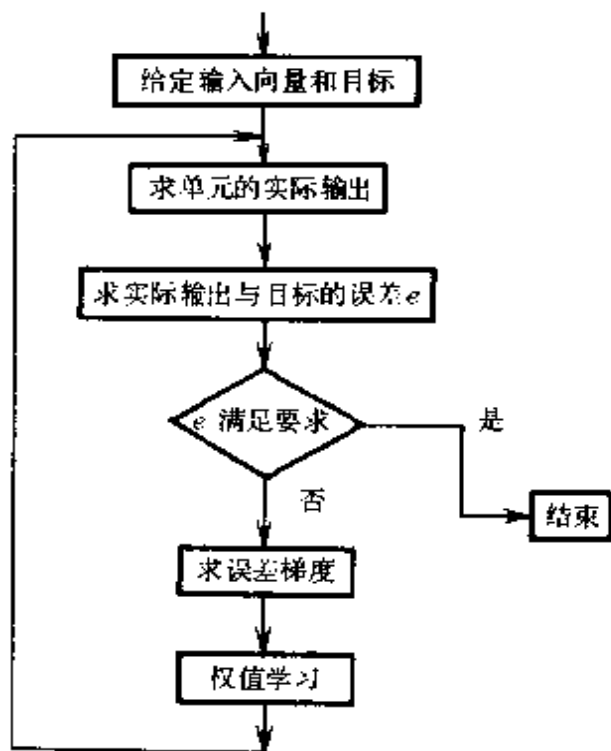 给定输入向量和目标
求单元的实际输出
求实际输出与目标的误差e
e 满足要求
是
否
结束
求误差梯度
权值学习